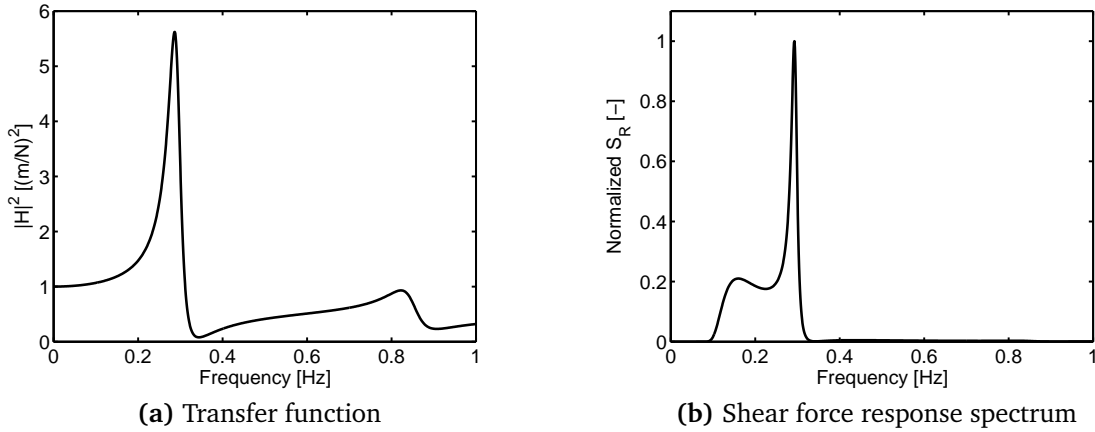 6
5
4
3
2
1
0
|H|² [(m/N)²]
0 0.2 0.4 0.6 0.8 1
Frequency [Hz]
(a) Transfer function
1
0.8
0.6
0.4
0.2
0
Normalized S_R [−]
0 0.2 0.4 0.6 0.8 1
Frequency [Hz]
(b) Shear force response spectrum